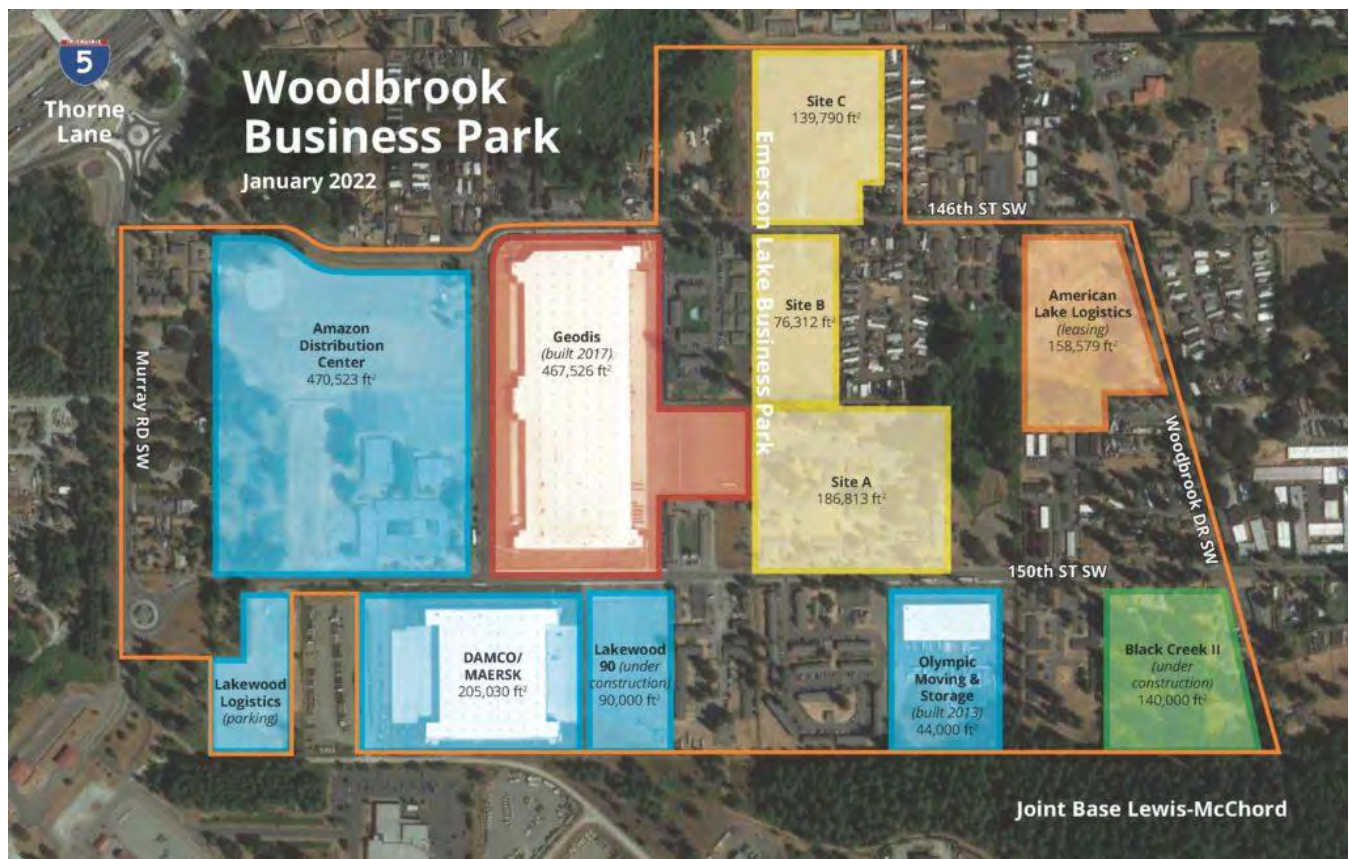 INTERSTATE
5
Thorne
Lane
Woodbrook
Business Park
January 2022
Site C
139,790 ft²
Emerson Lake Business Park
146th ST SW
Murray RD SW
Amazon
Distribution
Center
470,523 ft²
Geodis
(built 2017)
467,526 ft²
Site B
76,312 ft²
American
Lake Logistics
(leasing)
158,579 ft²
Site A
186,813 ft²
Woodbrook DR SW
150th ST SW
Lakewood
Logistics
(parking)
DAMCO/
MAERSK
205,030 ft²
Lakewood
90 (under
construction)
90,000 ft²
Olympic
Moving &
Storage
(built 2013)
44,000 ft²
Black Creek II
(under
construction)
140,000 ft²
Joint Base Lewis-McChord